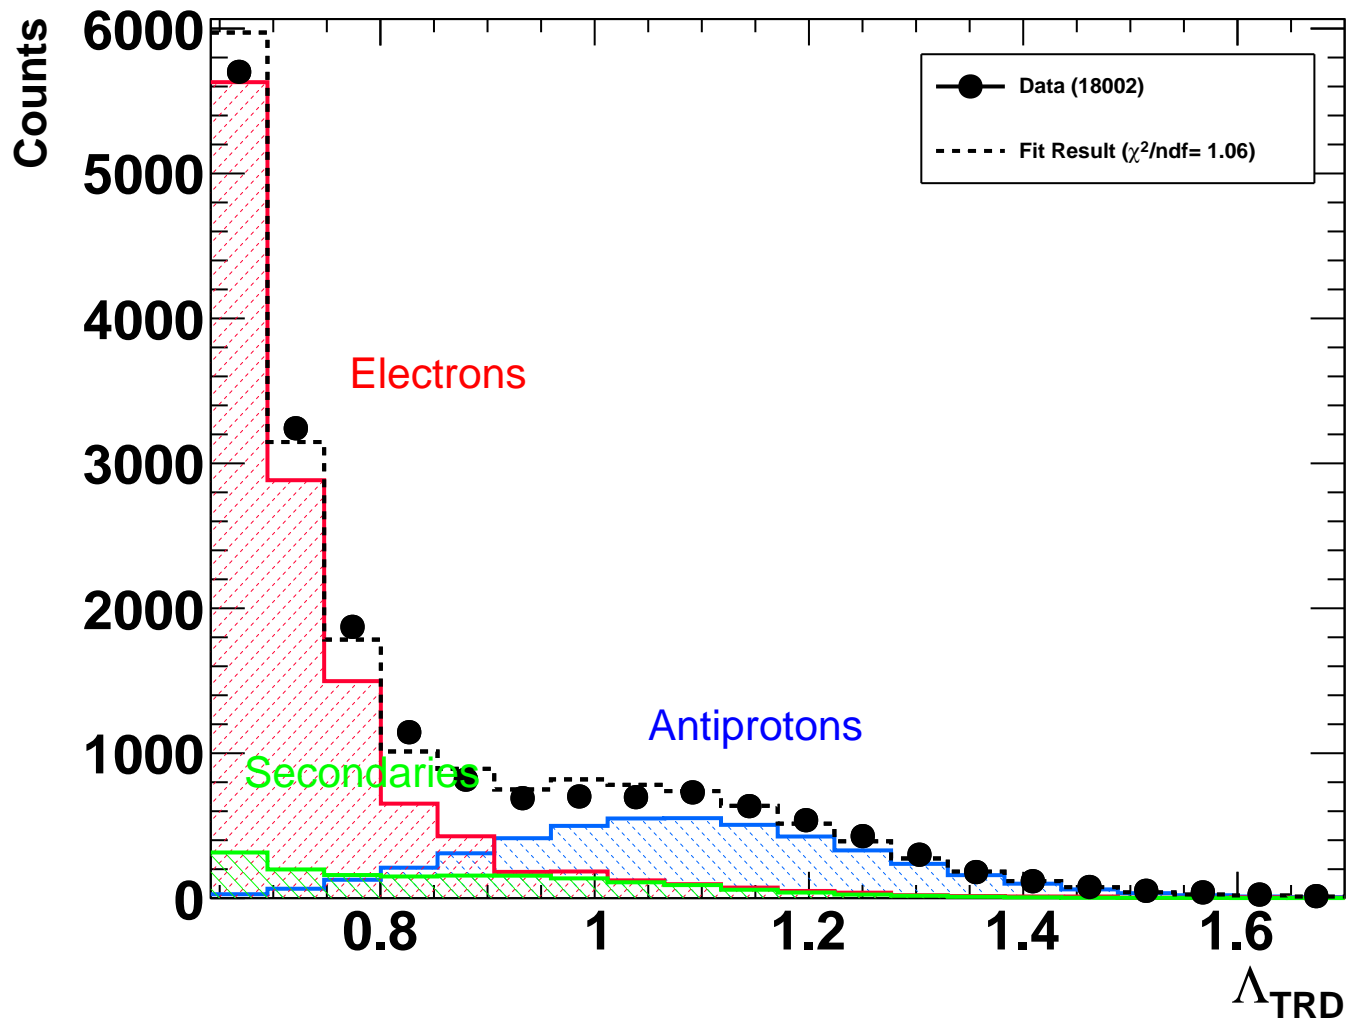 Counts
6000
5000
4000
3000
2000
1000
0
Data (18002)
Fit Result (χ²/ndf= 1.06)
Electrons
Antiprotons
Secondaries
0.8 1 1.2 1.4 1.6
Λ_TRD